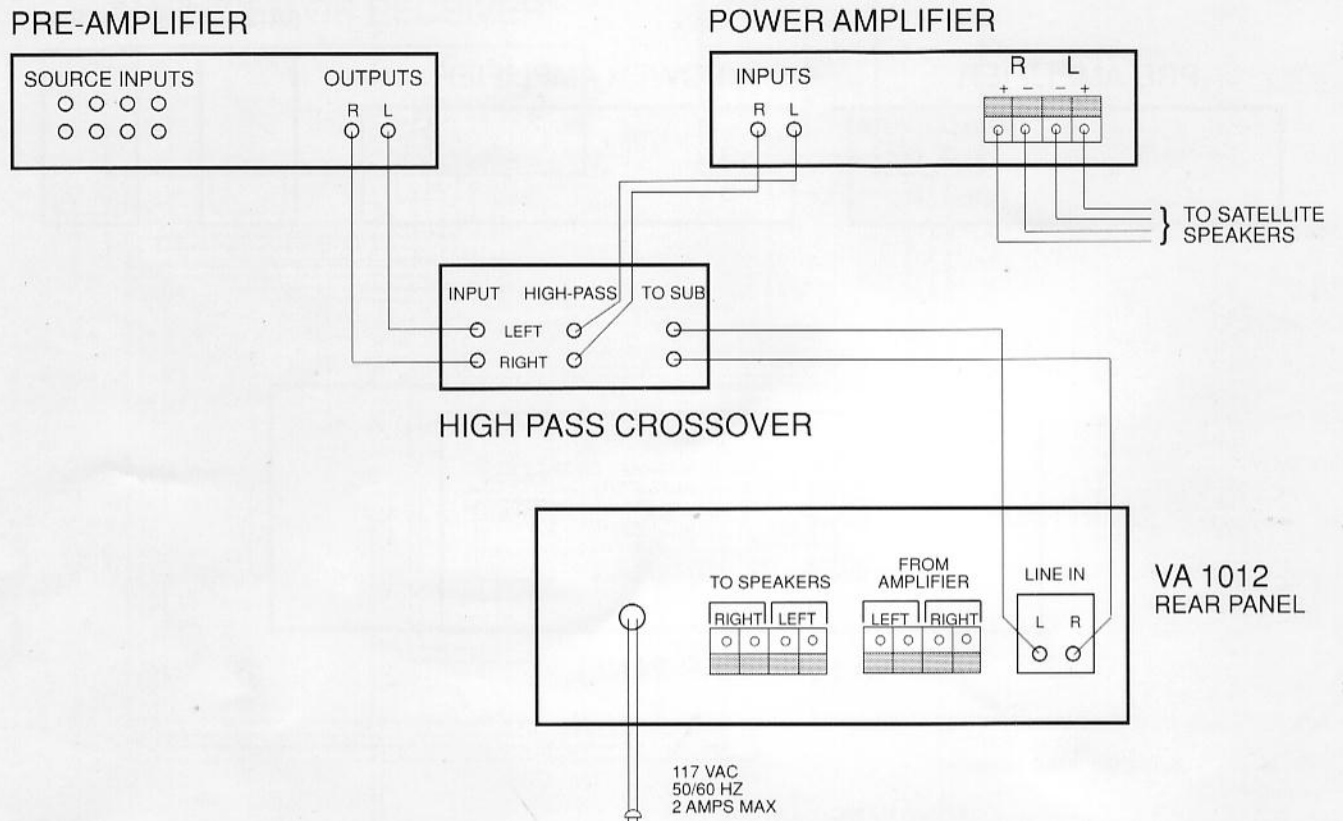 PRE-AMPLIFIER
SOURCE INPUTS
OUTPUTS
R L
POWER AMPLIFIER
INPUTS
R L
R L
+ – – +
TO SATELLITE
SPEAKERS
INPUT HIGH-PASS TO SUB
LEFT
RIGHT
HIGH PASS CROSSOVER
TO SPEAKERS
RIGHT LEFT
FROM
AMPLIFIER
LEFT RIGHT
LINE IN
L R
VA 1012
REAR PANEL
117 VAC
50/60 HZ
2 AMPS MAX